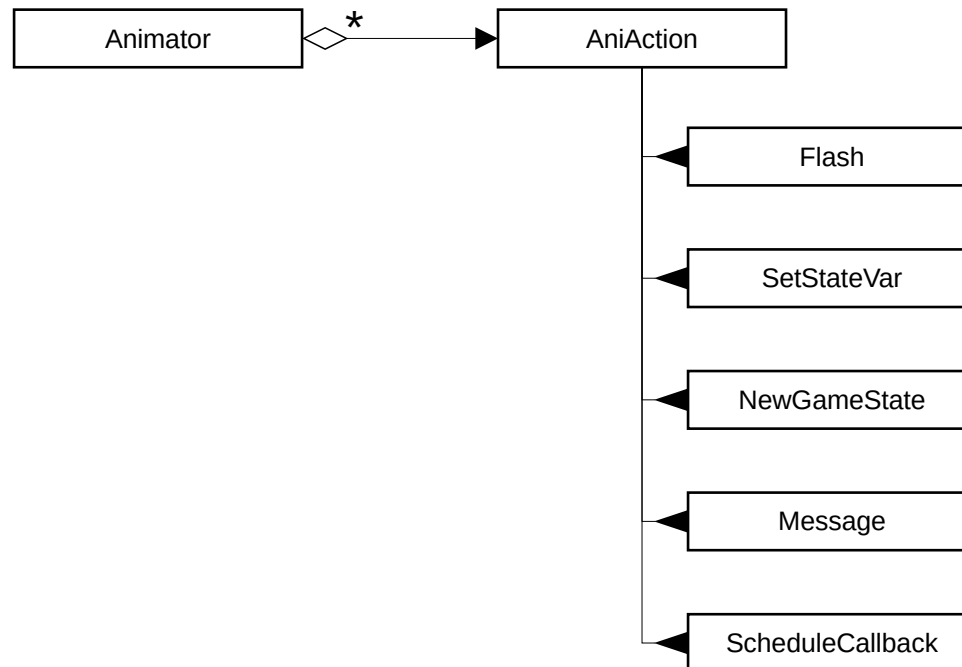 Animator
*
AniAction
Flash
SetStateVar
NewGameState
Message
ScheduleCallback